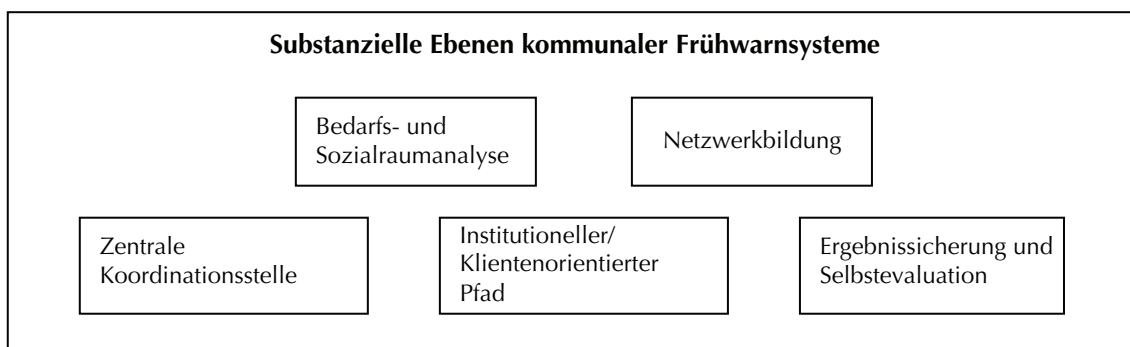 Substanzielle Ebenen kommunaler Frühwarnsysteme
Bedarfs- und
Sozialraumanalyse
Netzwerkbildung
Zentrale
Koordinationsstelle
Institutioneller/
Klientenorientierter
Pfad
Ergebnissicherung und
Selbstevaluation